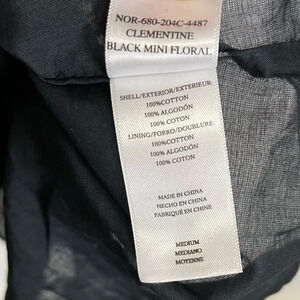 NOR-680-204C-4487
CLEMENTINE
BLACK MINI FLORAL
SHELL/EXTERIOR/EXTERIEUR
100%COTTON
100% ALGODÓN
100% COTON
LINING/FORRO/DOUBLURE
100%COTTON
100% ALGODÓN
100% COTON
MADE IN CHINA
HECHO EN CHINA
FABRIQUÉ EN CHINE
MEDIUM
MEDIANO
MOYENNE